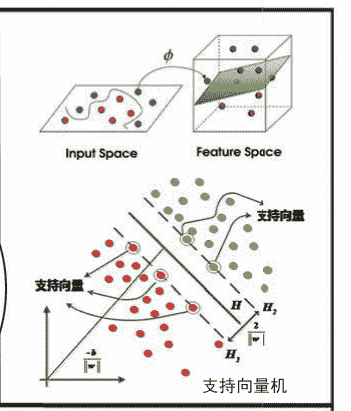 ϕ
Input Space
Feature Space
支持向量
支持向量
H
H₂
2
‖w‖
H₃
-b
‖w‖
支持向量机